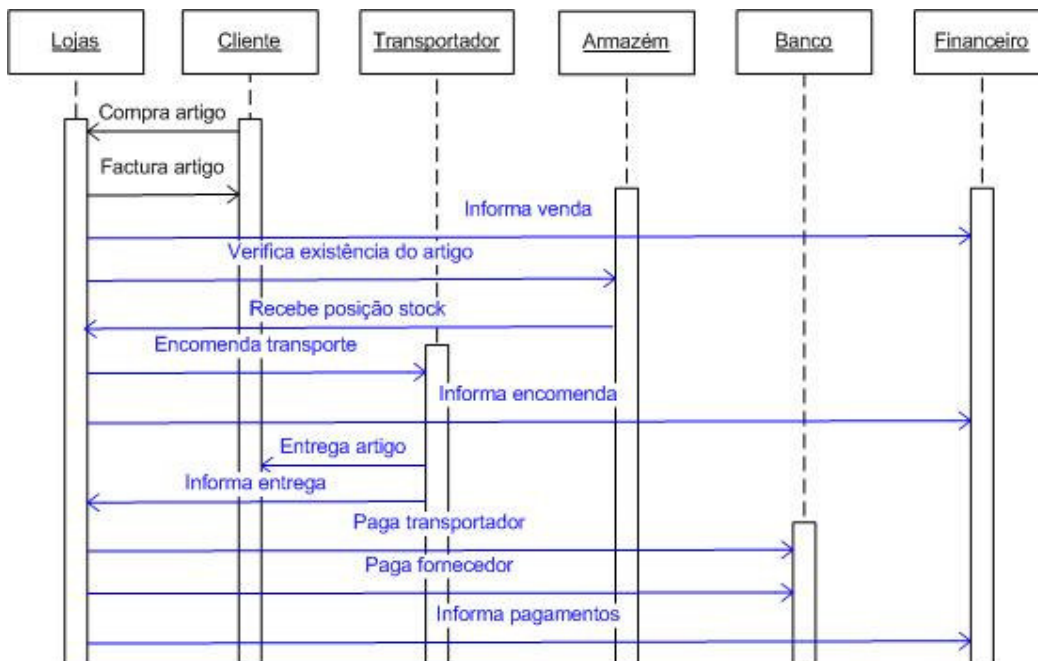 Lojas
Cliente
Transportador
Armazém
Banco
Financeiro
Compra artigo
Factura artigo
Informa venda
Verifica existência do artigo
Recebe posição stock
Encomenda transporte
Informa encomenda
Entrega artigo
Informa entrega
Paga transportador
Paga fornecedor
Informa pagamentos